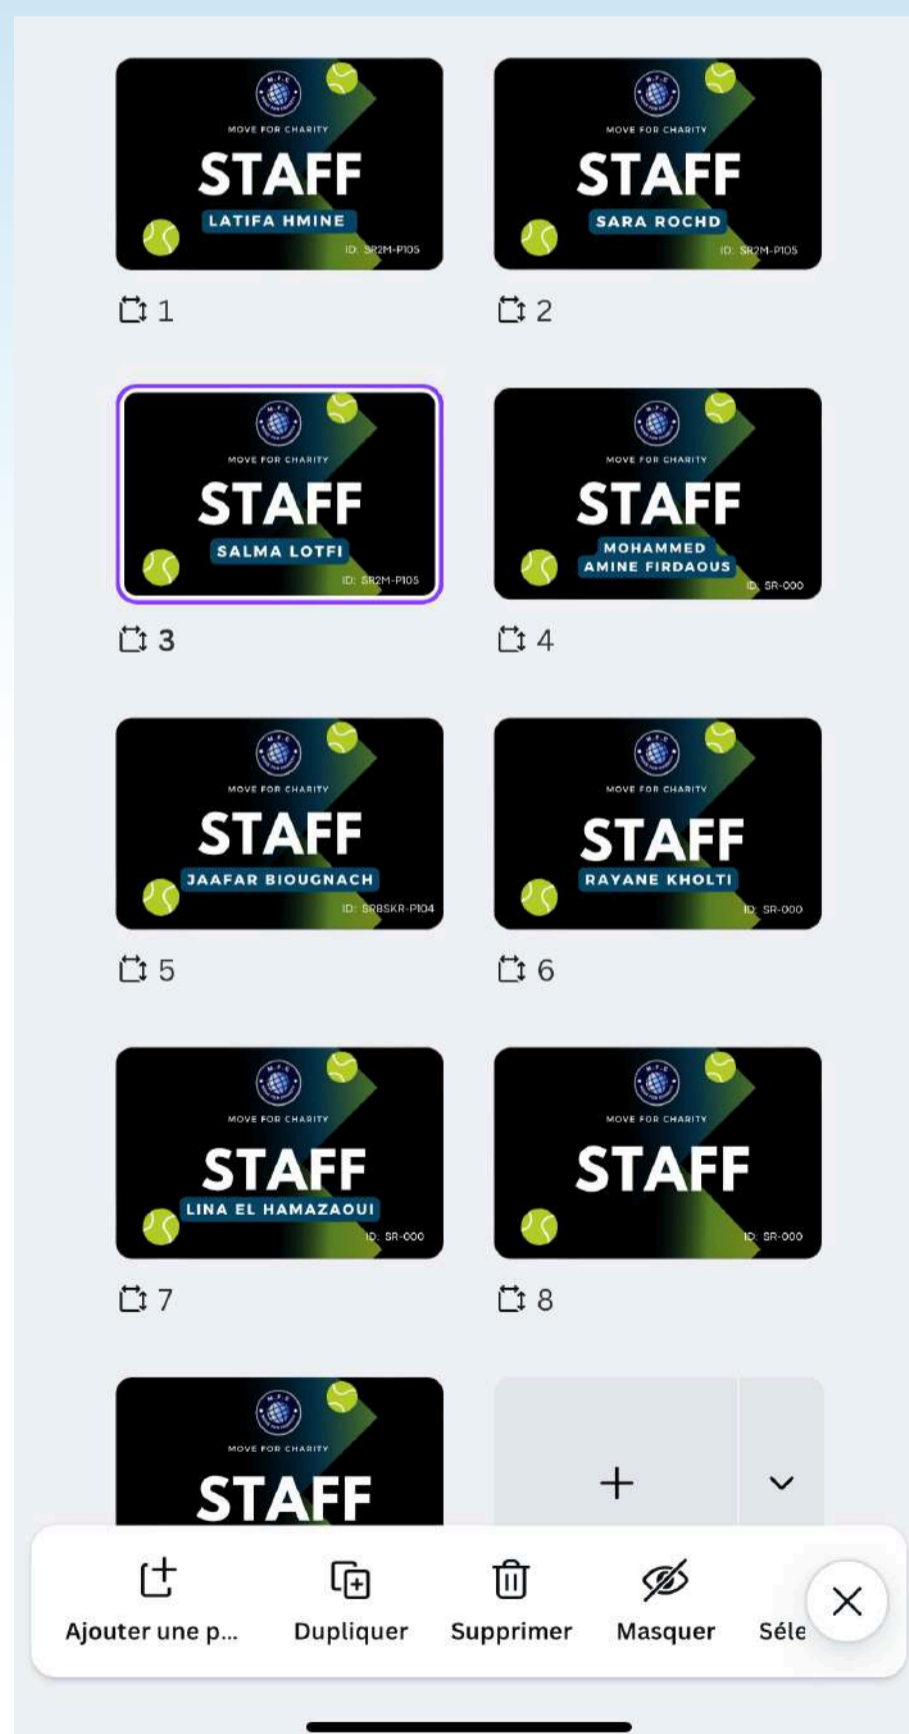 M.F.C
MOVE FOR CHARITY
STAFF
LATIFA HMINE
ID: SR2M-P105
1
M.F.C
MOVE FOR CHARITY
STAFF
SARA ROCHD
ID: SR2M-P105
2
M.F.C
MOVE FOR CHARITY
STAFF
SALMA LOTFI
ID: SR2M-P105
3
M.F.C
MOVE FOR CHARITY
STAFF
MOHAMMED
AMINE FIRDAOUS
ID: SR-000
4
M.F.C
MOVE FOR CHARITY
STAFF
JAAFAR BIOUGNACH
ID: SRBSKR-P104
5
M.F.C
MOVE FOR CHARITY
STAFF
RAYANE KHOLTI
ID: SR-000
6
M.F.C
MOVE FOR CHARITY
STAFF
LINA EL HAMAZAOUI
ID: SR-000
7
M.F.C
MOVE FOR CHARITY
STAFF
ID: SR-000
8
M.F.C
MOVE FOR CHARITY
STAFF
Ajouter une p...
Dupliquer
Supprimer
Masquer
Séle